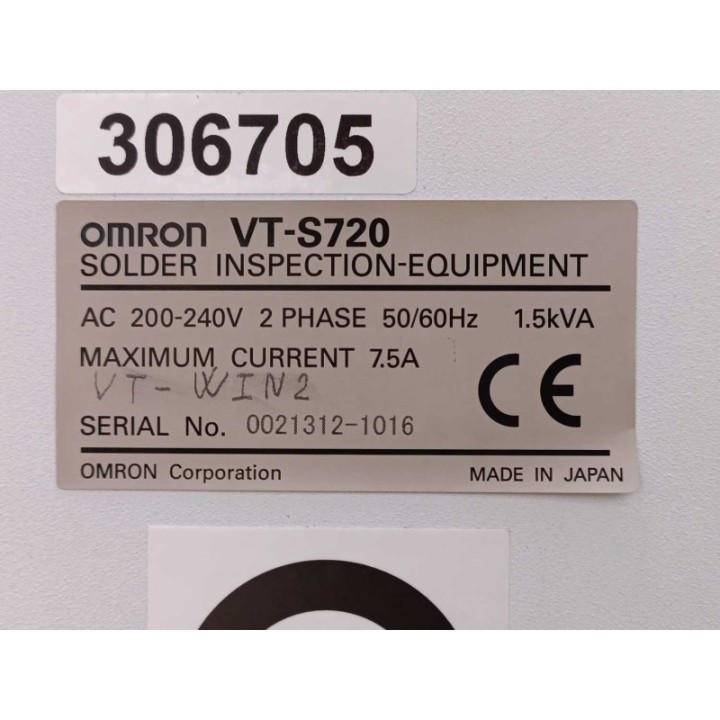 306705
OMRON VT-S720
SOLDER INSPECTION-EQUIPMENT
AC 200-240V 2 PHASE 50/60Hz 1.5kVA
MAXIMUM CURRENT 7.5A
VT-WIN2
CE
SERIAL No. 0021312-1016
OMRON Corporation MADE IN JAPAN